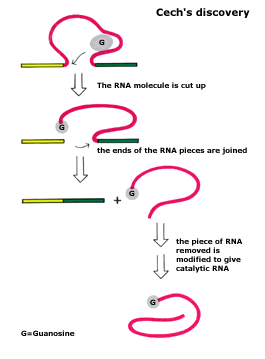 Cech's discovery
G
The RNA molecule is cut up
G
the ends of the RNA pieces are joined
G
+
the piece of RNA
removed is
modified to give
catalytic RNA
G
G=Guanosine